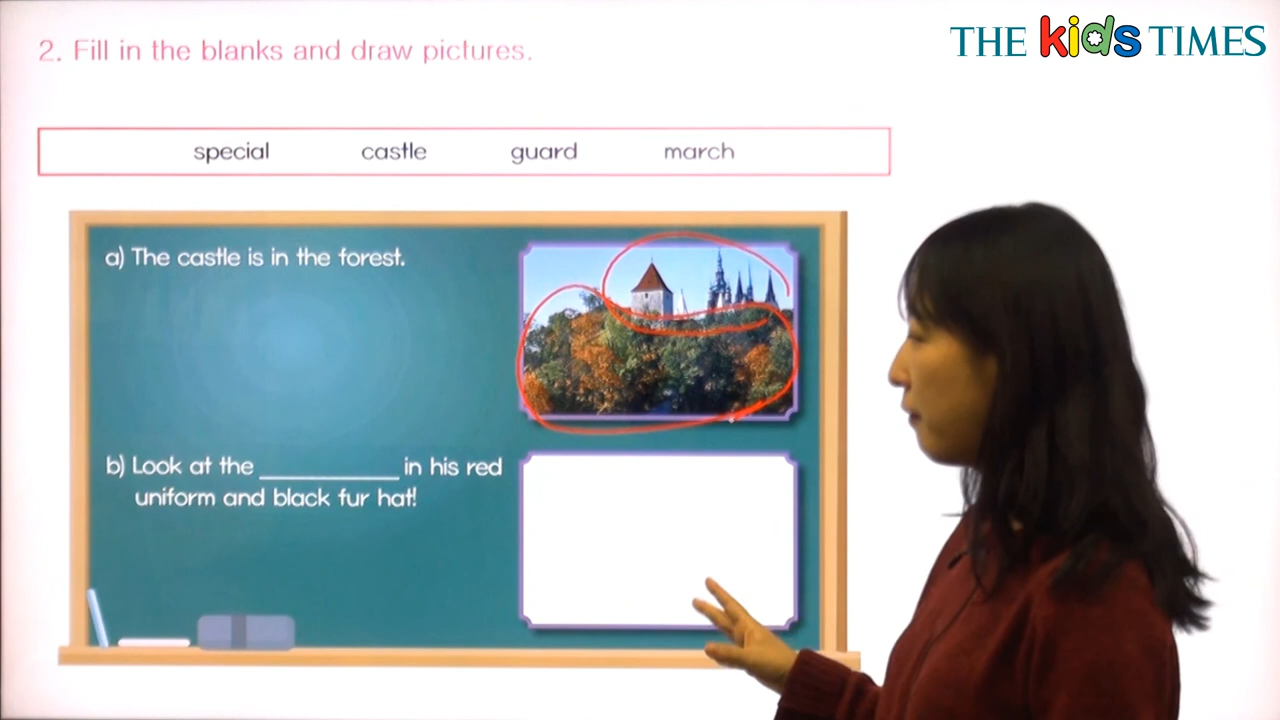 THE kids TIMES
2. Fill in the blanks and draw pictures.
special castle guard march
a) The castle is in the forest.
b) Look at the __________ in his red
uniform and black fur hat!